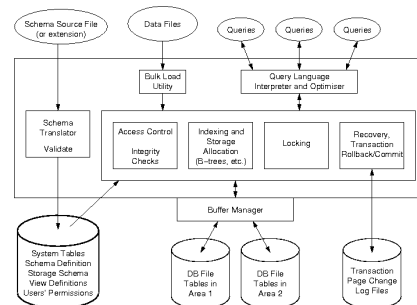 Schema Source File
(or extension)
Data Files
Queries
Queries
Queries
Bulk Load
Utility
Query Language
Interpreter and Optimiser
Schema
Translator
Validate
Access Control
Integrity
Checks
Indexing and
Storage
Allocation
(B-trees, etc.)
Locking
Recovery,
Transaction
Rollback/Commit
Buffer Manager
System Tables
Schema Definition
Storage Schema
View Definitions
Users' Permissions
DB File
Tables in
Area 1
DB File
Tables in
Area 2
Transaction
Page Change
Log Files